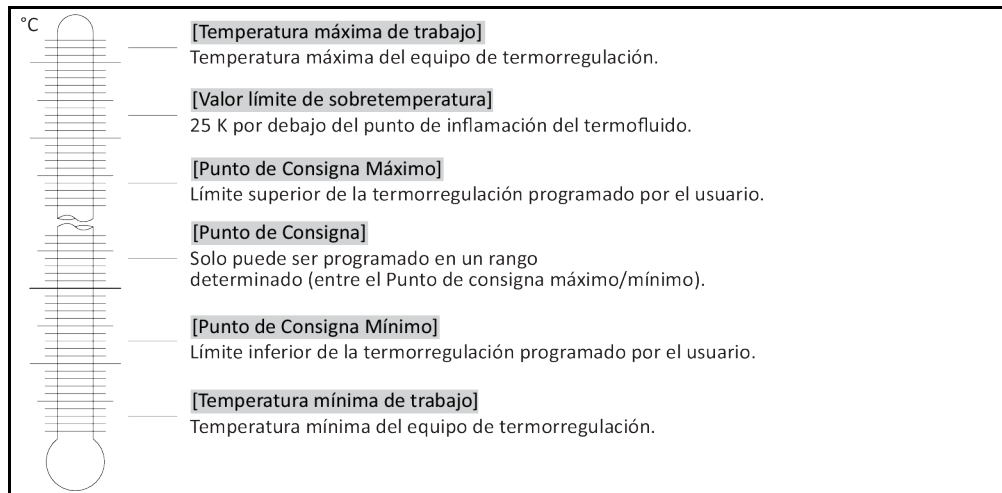 °C
[Temperatura máxima de trabajo]
Temperatura máxima del equipo de termorregulación.
[Valor límite de sobretemperatura]
25 K por debajo del punto de inflamación del termofluido.
[Punto de Consigna Máximo]
Límite superior de la termorregulación programado por el usuario.
[Punto de Consigna]
Solo puede ser programado en un rango
determinado (entre el Punto de consigna máximo/mínimo).
[Punto de Consigna Mínimo]
Límite inferior de la termorregulación programado por el usuario.
[Temperatura mínima de trabajo]
Temperatura mínima del equipo de termorregulación.